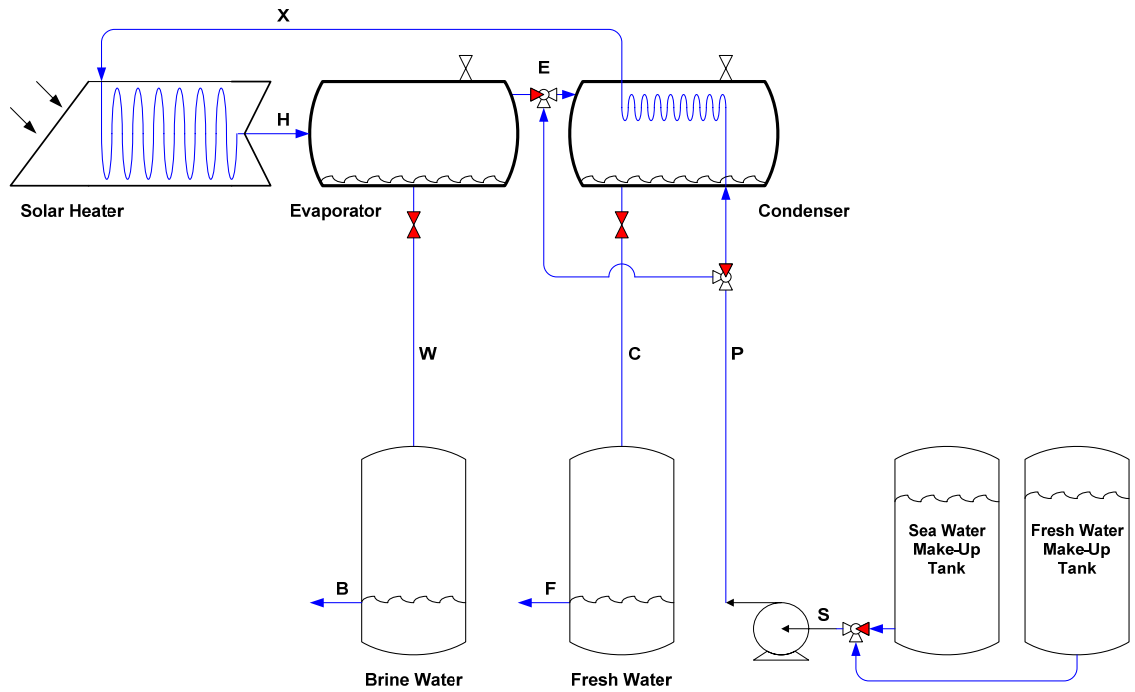 X
E
H
Solar Heater
Evaporator
Condenser
W
C
P
Sea Water
Make-Up
Tank
Fresh Water
Make-Up
Tank
B
F
S
Brine Water
Fresh Water